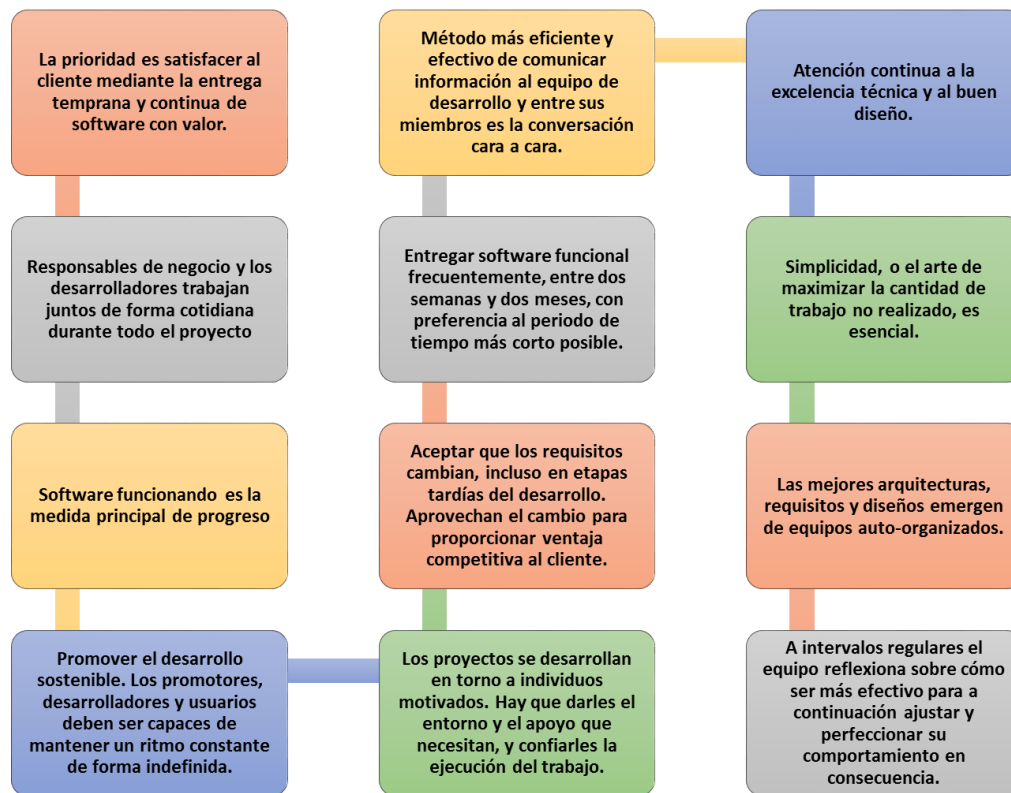 La prioridad es satisfacer al
cliente mediante la entrega
temprana y continua de
software con valor.
Responsables de negocio y los
desarrolladores trabajan
juntos de forma cotidiana
durante todo el proyecto
Software funcionando es la
medida principal de progreso
Promover el desarrollo
sostenible. Los promotores,
desarrolladores y usuarios
deben ser capaces de
mantener un ritmo constante
de forma indefinida.
Los proyectos se desarrollan
en torno a individuos
motivados. Hay que darles el
entorno y el apoyo que
necesitan, y confiarles la
ejecución del trabajo.
Aceptar que los requisitos
cambian, incluso en etapas
tardías del desarrollo.
Aprovechan el cambio para
proporcionar ventaja
competitiva al cliente.
Entregar software funcional
frecuentemente, entre dos
semanas y dos meses, con
preferencia al periodo de
tiempo más corto posible.
Método más eficiente y
efectivo de comunicar
información al equipo de
desarrollo y entre sus
miembros es la conversación
cara a cara.
Atención continua a la
excelencia técnica y al buen
diseño.
Simplicidad, o el arte de
maximizar la cantidad de
trabajo no realizado, es
esencial.
Las mejores arquitecturas,
requisitos y diseños emergen
de equipos auto-organizados.
A intervalos regulares el
equipo reflexiona sobre cómo
ser más efectivo para a
continuación ajustar y
perfeccionar su
comportamiento en
consecuencia.